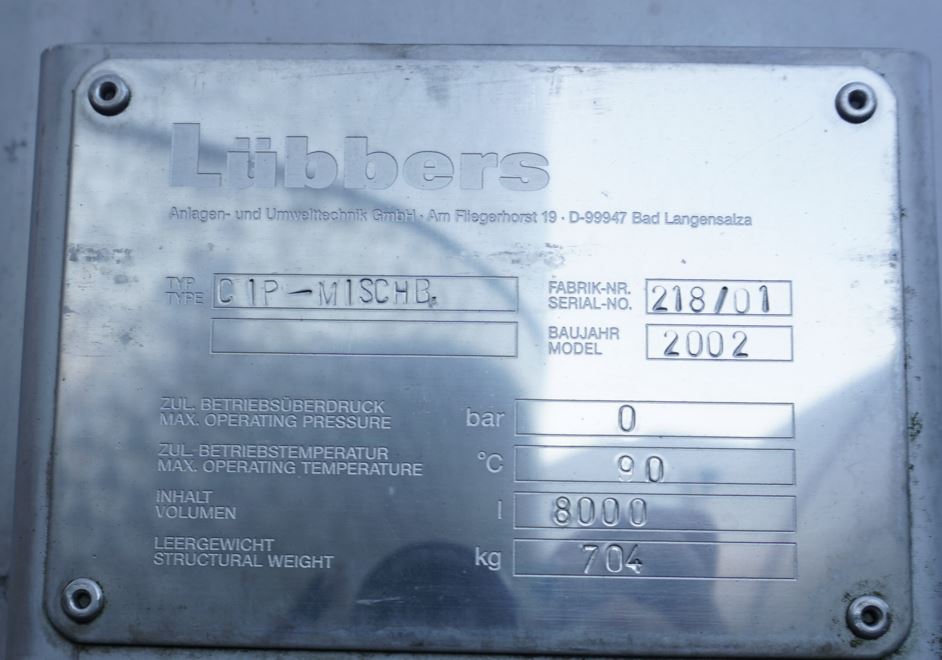 Lübbers
Anlagen- und Umwelttechnik GmbH · Am Fliegerhorst 19 · D-99947 Bad Langensalza
TYP
TYPE
CIP-MISCHB.
FABRIK-NR.
SERIAL-NO.
218/01
BAUJAHR
MODEL
2002
ZUL. BETRIEBSÜBERDRUCK
MAX. OPERATING PRESSURE
bar 0
ZUL. BETRIEBSTEMPERATUR
MAX. OPERATING TEMPERATURE
°C 90
INHALT
VOLUMEN
l 8000
LEERGEWICHT
STRUCTURAL WEIGHT
kg 704